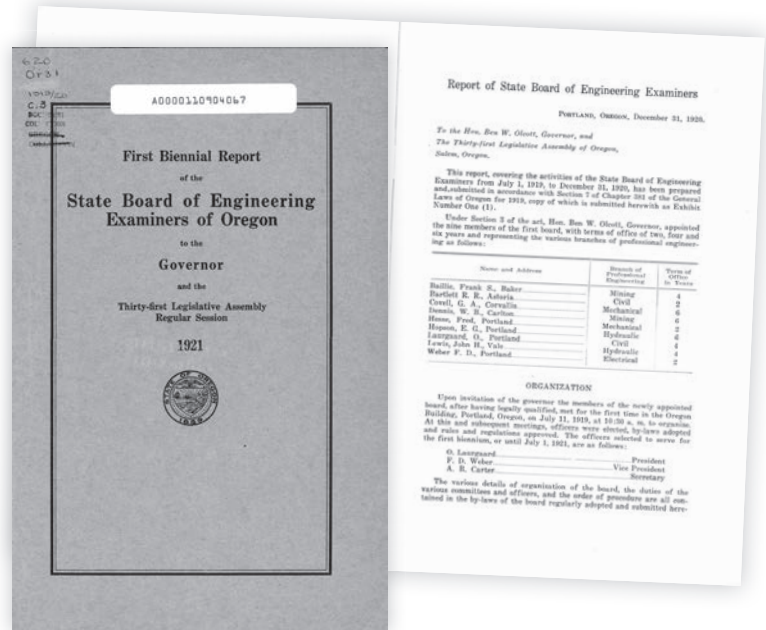 620
Or31
C.3
A0000110904067
First Biennial Report
of the
State Board of Engineering
Examiners of Oregon
to the
Governor
and the
Thirty-first Legislative Assembly
Regular Session
1921
STATE OF OREGON
1859
Report of State Board of Engineering Examiners
PORTLAND, OREGON, December 31, 1920.
To the Hon. Ben W. Olcott, Governor, and
The Thirty-first Legislative Assembly of Oregon,
Salem, Oregon.
This report, covering the activities of the State Board of Engineering
Examiners from July 1, 1919, to December 31, 1920, has been prepared
and submitted in accordance with Section 7 of Chapter 381 of the General
Laws of Oregon for 1919, copy of which is submitted herewith as Exhibit
Number One (1).
Under Section 3 of the act, Hon. Ben W. Olcott, Governor, appointed
the nine members of the first board, with terms of office of two, four and
six years and representing the various branches of professional engineer-
ing as follows:
Name and Address Branch of Professional Engineering Term of Office in Years
Baillie, Frank S., Baker Mining 4
Bartlett R. R., Astoria Civil 2
Covell, G. A., Corvallis Mechanical 6
Dennis, W. B., Carlton Mining 6
Hesse, Fred, Portland Mechanical 2
Hopson, E. G., Portland Hydraulic 6
Laurgaard, O., Portland Civil 4
Lewis, John H., Vale Hydraulic 4
Weber F. D., Portland Electrical 2
ORGANIZATION
Upon invitation of the governor the members of the newly appointed
board, after having legally qualified, met for the first time in the Oregon
Building, Portland, Oregon, on July 11, 1919, at 10:30 a. m. to organize.
At this and subsequent meetings, officers were elected, by-laws adopted
and rules and regulations approved. The officers selected to serve for
the first biennium, or until July 1, 1921, are as follows:
O. Laurgaard President
F. D. Weber Vice President
A. B. Carter Secretary
The various details of organization of the board, the duties of the
various committees and officers, and the order of procedure are all con-
tained in the by-laws of the board regularly adopted and submitted here-